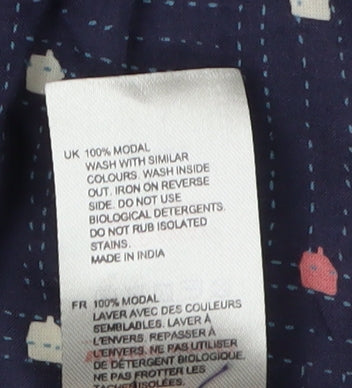 UK 100% MODAL
WASH WITH SIMILAR
COLOURS. WASH INSIDE
OUT. IRON ON REVERSE
SIDE. DO NOT USE
BIOLOGICAL DETERGENTS.
DO NOT RUB ISOLATED
STAINS.
MADE IN INDIA
FR 100% MODAL
LAVER AVEC DES COULEURS
SEMBLABLES. LAVER À
L'ENVERS. REPASSER À
L'ENVERS. NE PAS UTILISER
DE DÉTERGENT BIOLOGIQUE.
NE PAS FROTTER LES
TACHES ISOLÉES.